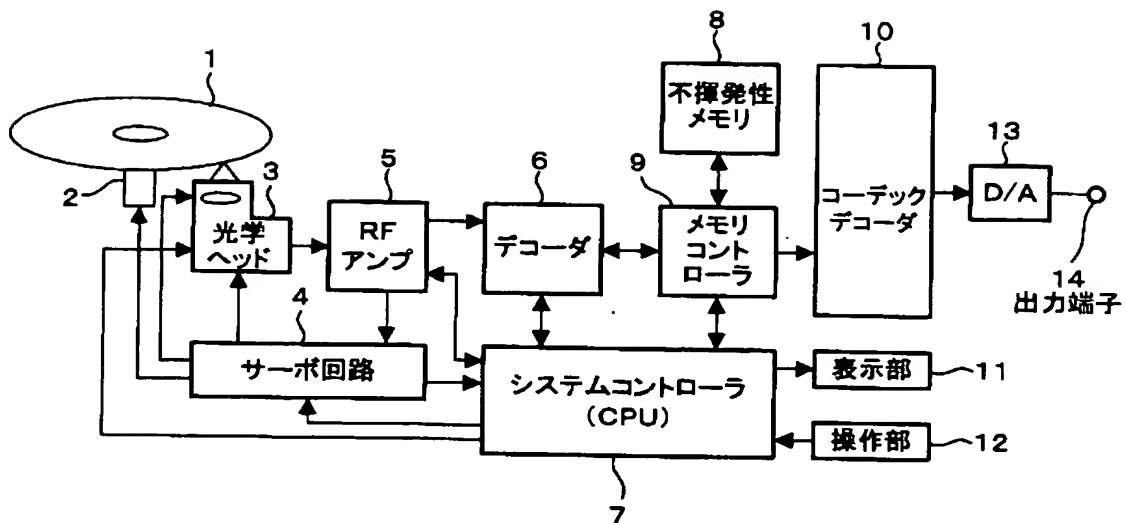 1
2
3
光学
ヘッド
4
サーボ回路
5
RF
アンプ
6
デコーダ
7
システムコントローラ
(CPU)
8
不揮発性
メモリ
9
メモリ
コント
ローラ
10
コーデック
デコーダ
13
D/A
14
出力端子
表示部
11
操作部
12